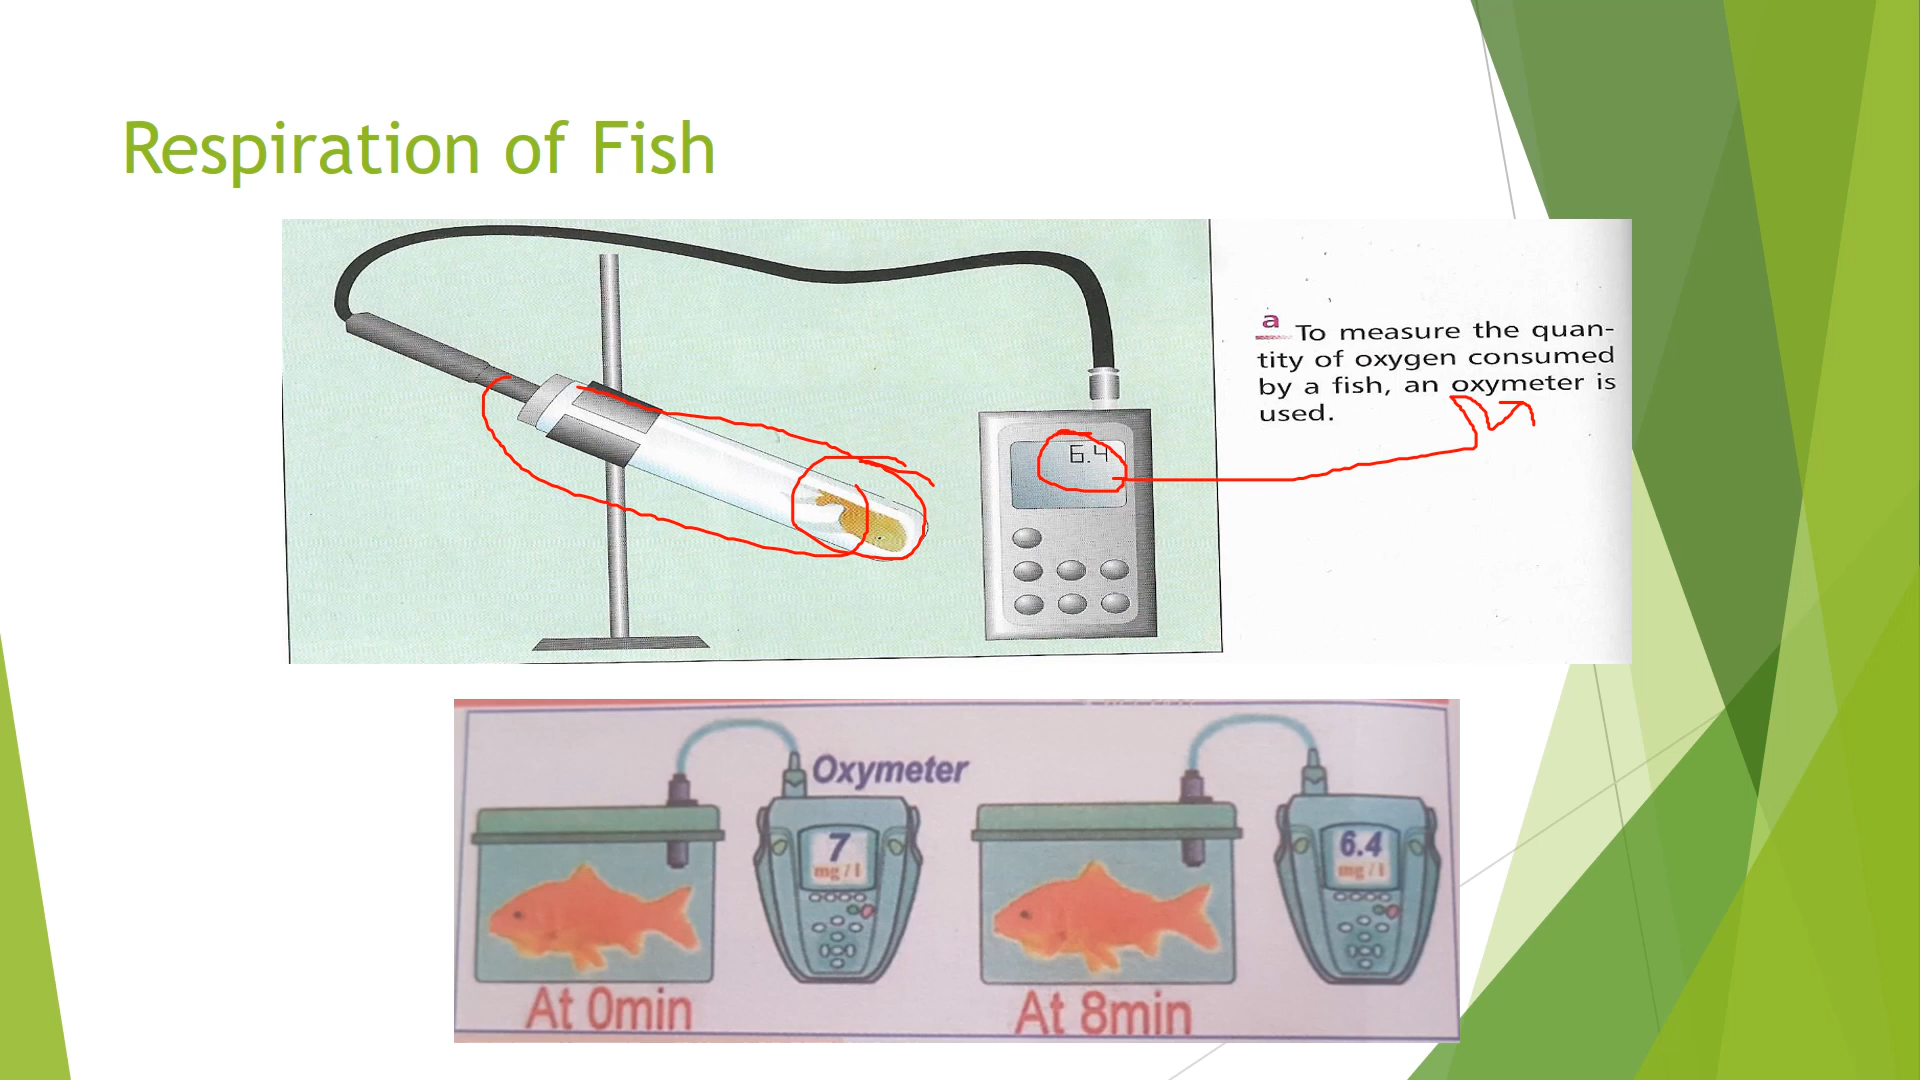 Respiration of Fish
6.4
a To measure the quan-
tity of oxygen consumed
by a fish, an oxymeter is
used.
Oxymeter
7
mg/l
6.4
mg/l
At 0min
At 8min